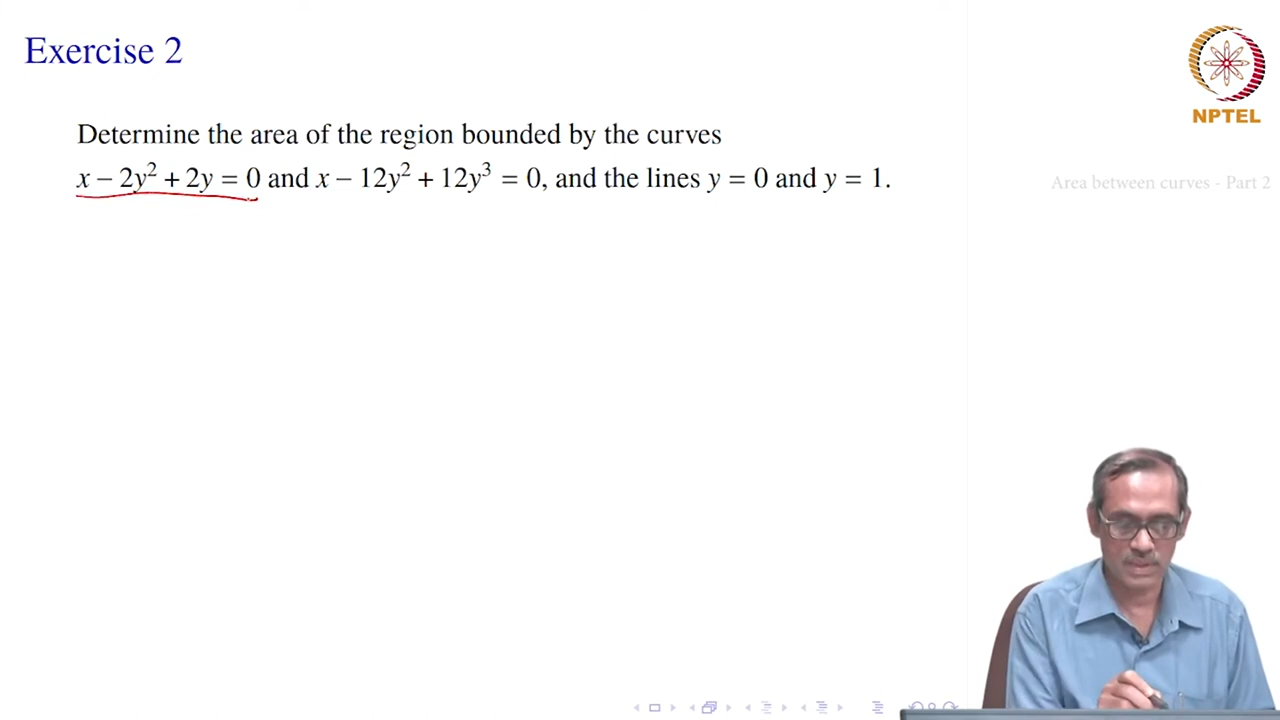 Exercise 2
NPTEL
Determine the area of the region bounded by the curves
x − 2y² + 2y = 0 and x − 12y² + 12y³ = 0, and the lines y = 0 and y = 1.
Area between curves - Part 2